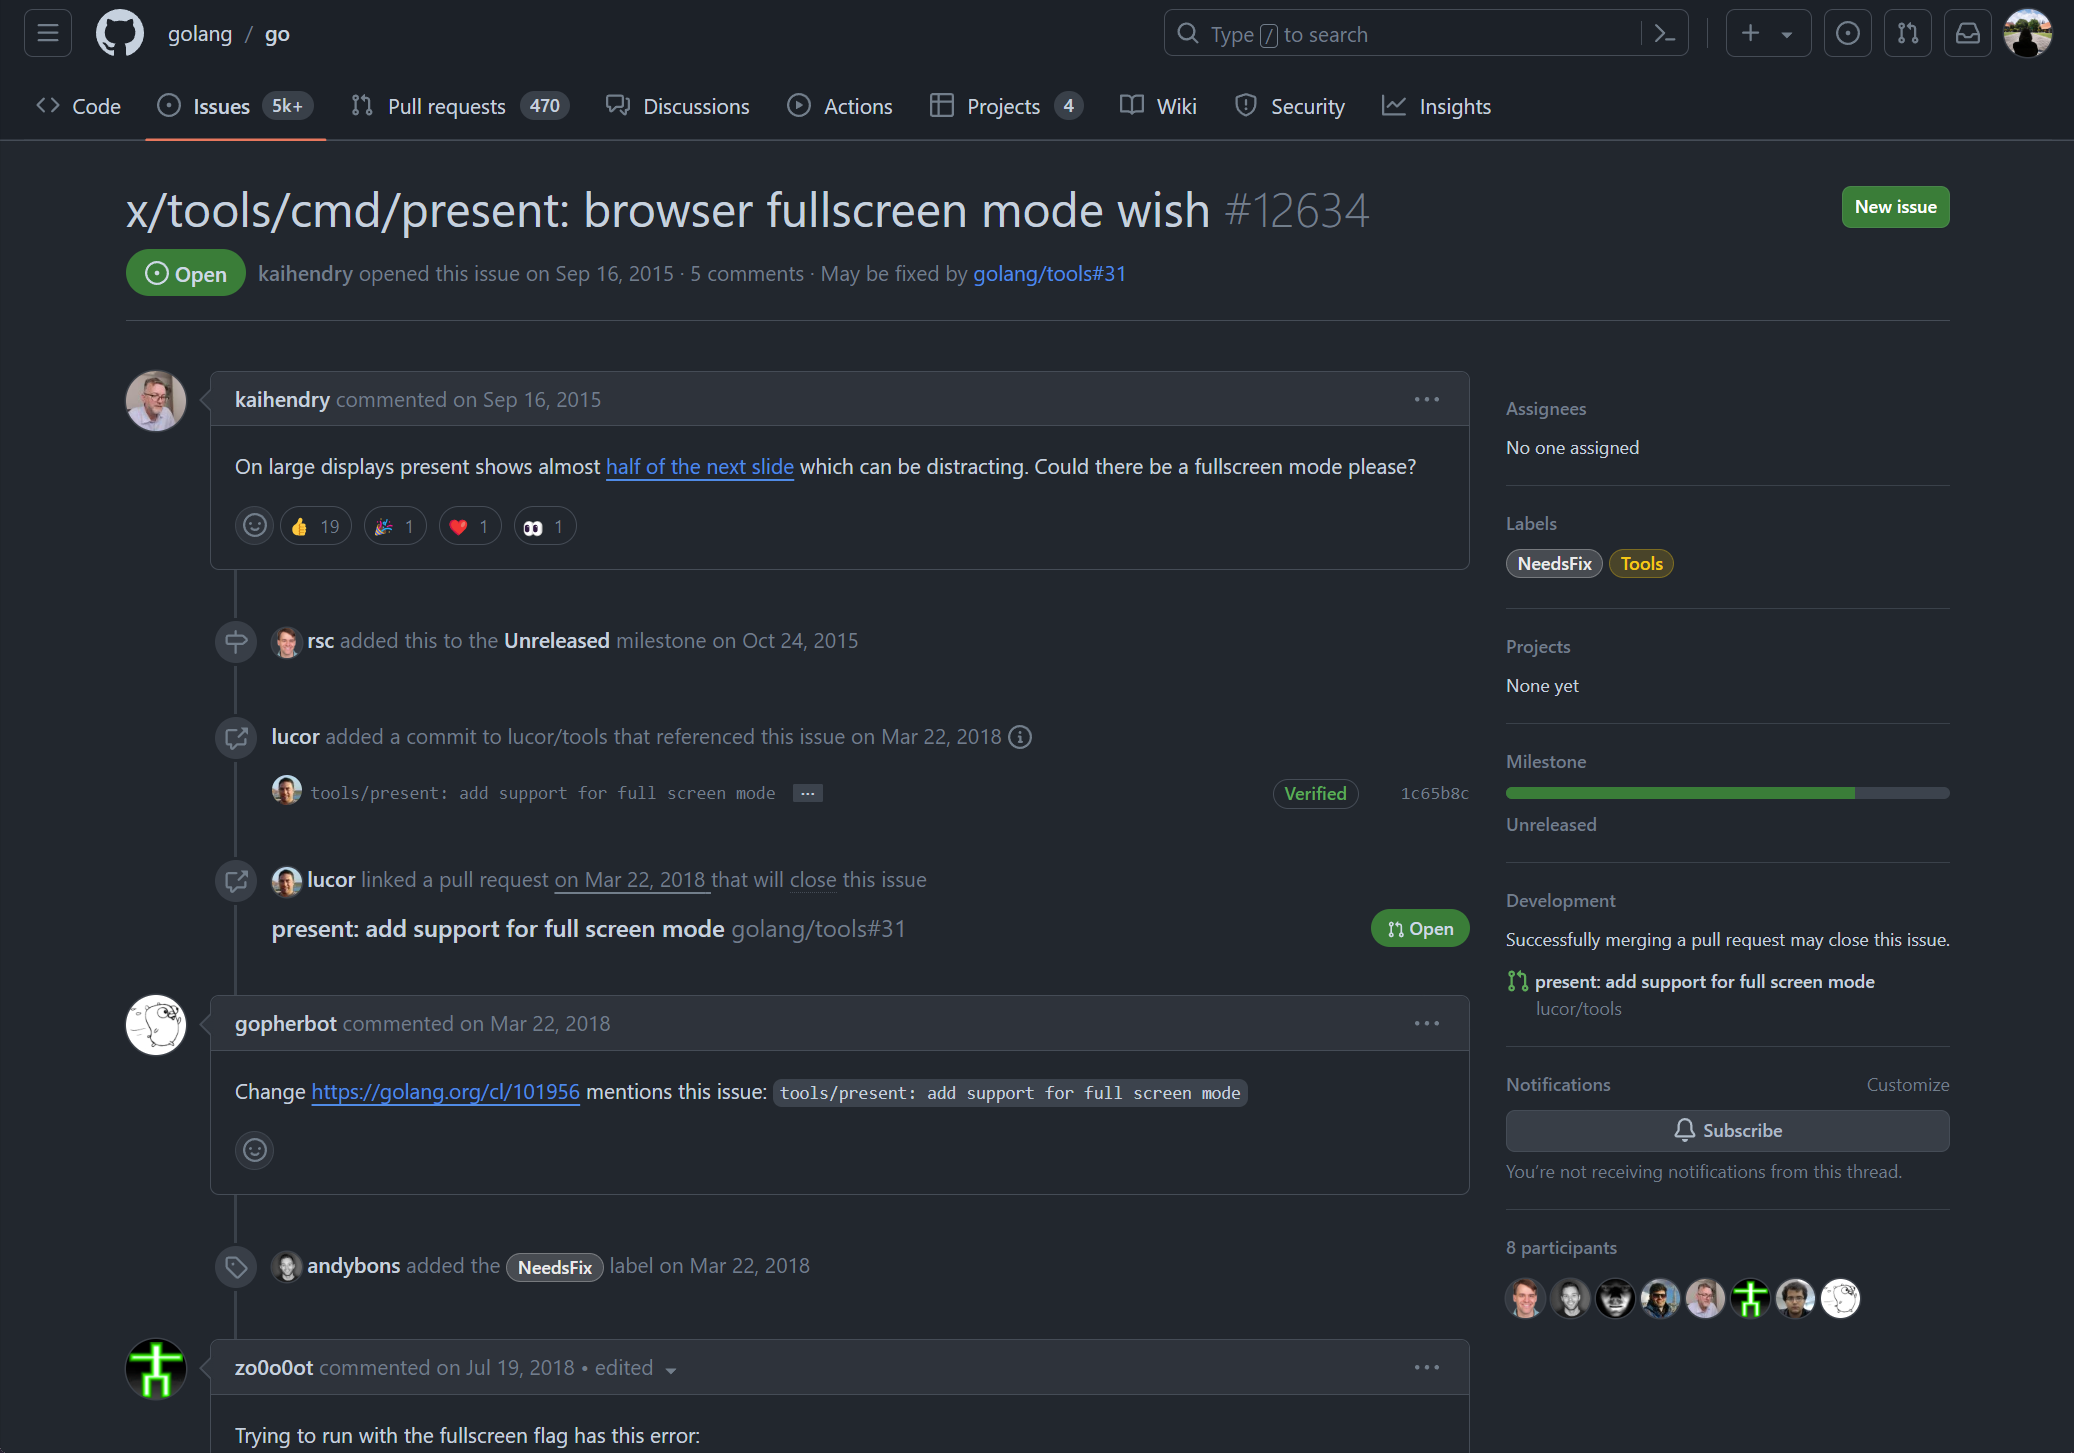 golang / go
Type / to search
Code
Issues 5k+
Pull requests 470
Discussions
Actions
Projects 4
Wiki
Security
Insights
x/tools/cmd/present: browser fullscreen mode wish #12634
New issue
Open
kaihendry opened this issue on Sep 16, 2015 · 5 comments · May be fixed by golang/tools#31
kaihendry commented on Sep 16, 2015
On large displays present shows almost half of the next slide which can be distracting. Could there be a fullscreen mode please?
👍 19 🎉 1 ❤️ 1 👀 1
rsc added this to the Unreleased milestone on Oct 24, 2015
lucor added a commit to lucor/tools that referenced this issue on Mar 22, 2018
tools/present: add support for full screen mode ...
Verified 1c65b8c
lucor linked a pull request on Mar 22, 2018 that will close this issue
present: add support for full screen mode golang/tools#31
Open
gopherbot commented on Mar 22, 2018
Change https://golang.org/cl/101956 mentions this issue: tools/present: add support for full screen mode
andybons added the NeedsFix label on Mar 22, 2018
zo0o0ot commented on Jul 19, 2018 • edited
Trying to run with the fullscreen flag has this error:
Assignees
No one assigned
Labels
NeedsFix Tools
Projects
None yet
Milestone
Unreleased
Development
Successfully merging a pull request may close this issue.
present: add support for full screen mode
lucor/tools
Notifications Customize
Subscribe
You're not receiving notifications from this thread.
8 participants